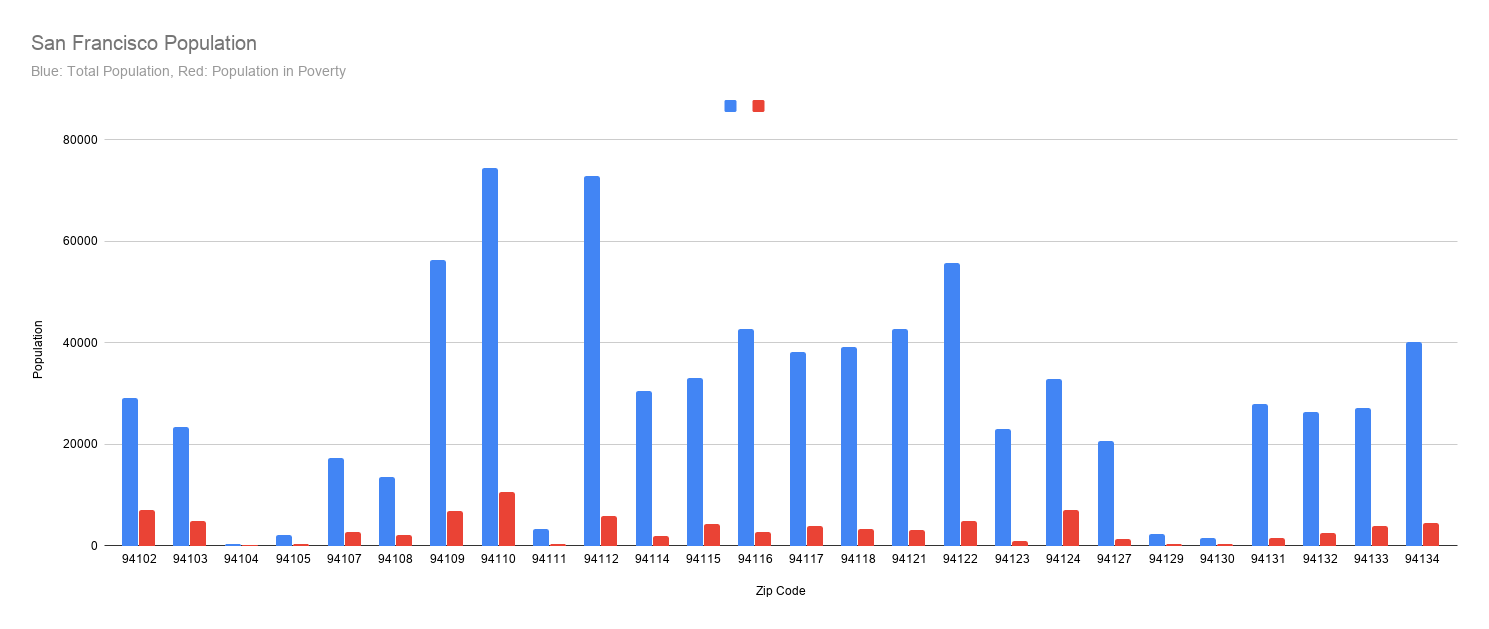 San Francisco Population
Blue: Total Population, Red: Population in Poverty
80000
60000
40000
20000
0
Population
94102 94103 94104 94105 94107 94108 94109 94110 94111 94112 94114 94115 94116 94117 94118 94121 94122 94123 94124 94127 94129 94130 94131 94132 94133 94134
Zip Code